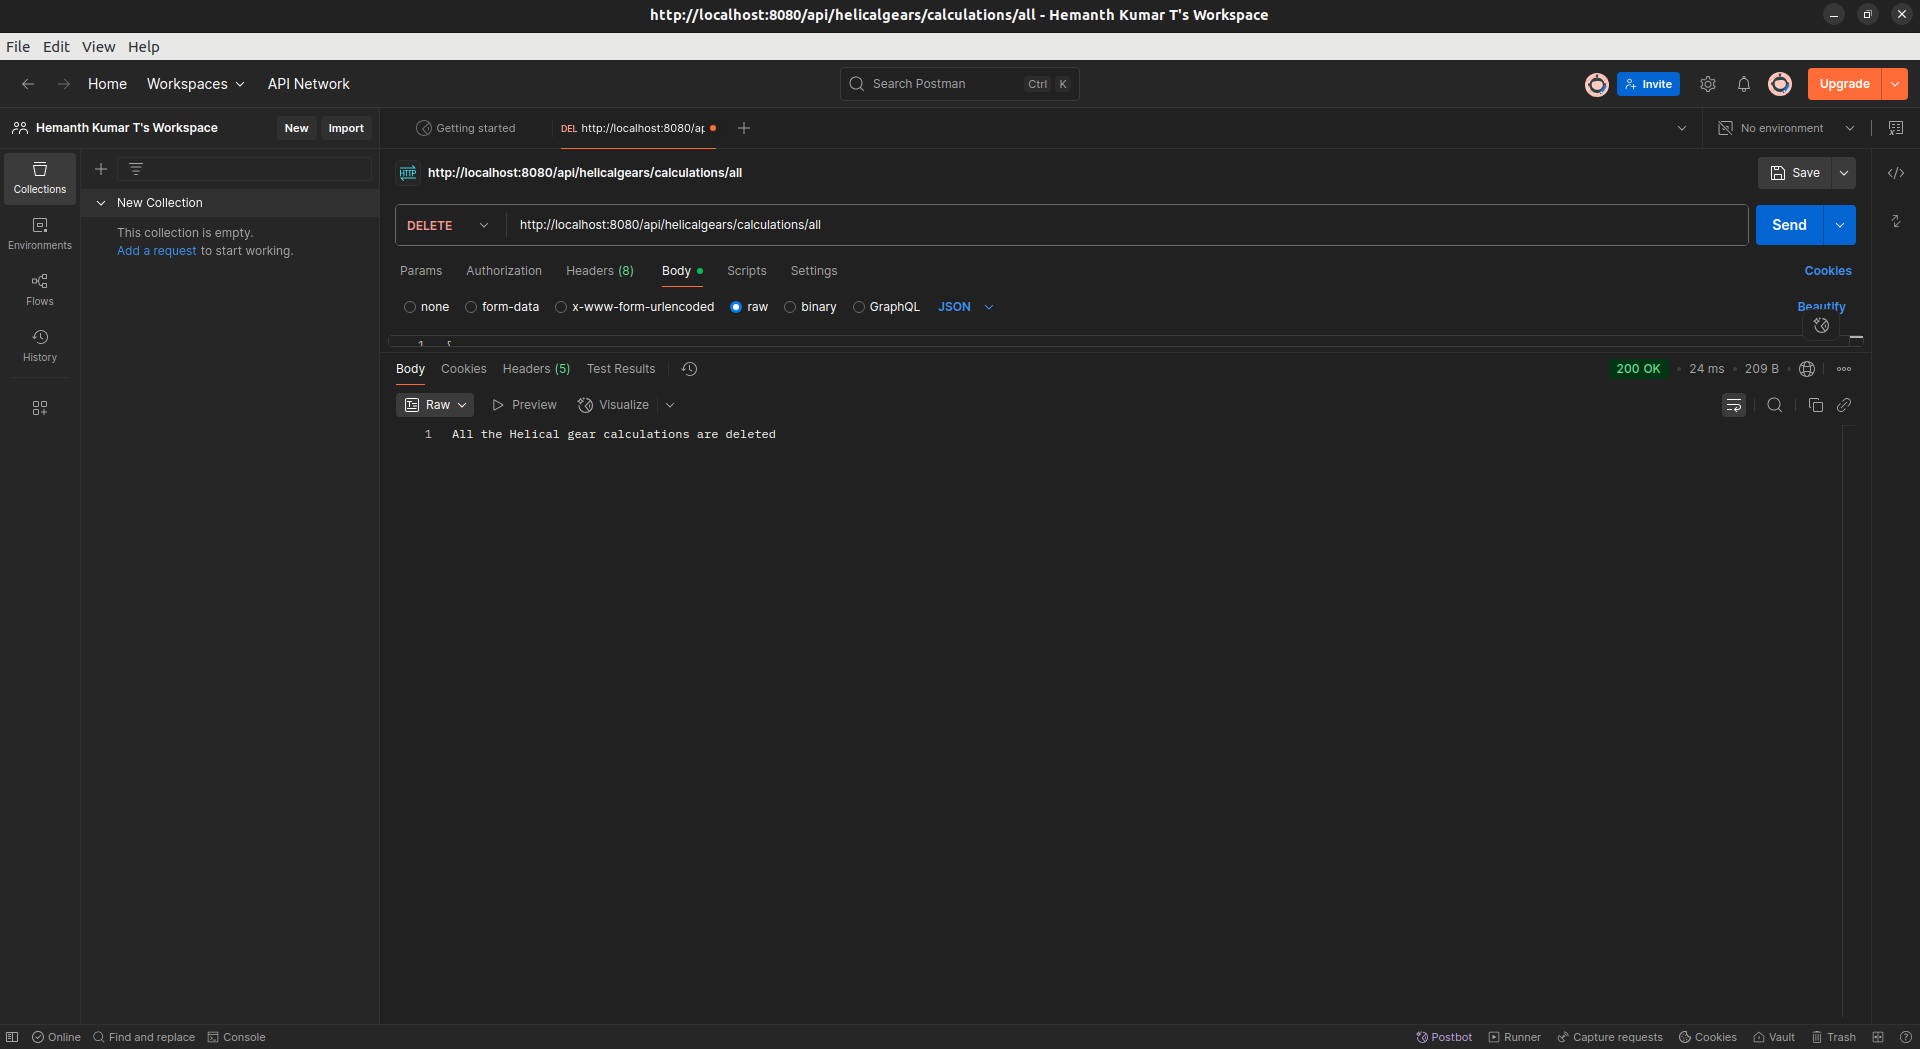 http://localhost:8080/api/helicalgears/calculations/all - Hemanth Kumar T's Workspace
File Edit View Help
Home Workspaces API Network
Search Postman Ctrl K
Invite
Upgrade
Hemanth Kumar T's Workspace New Import
Getting started
DEL http://localhost:8080/ap
No environment
Collections
New Collection
This collection is empty.
Add a request to start working.
Environments
Flows
History
HTTP http://localhost:8080/api/helicalgears/calculations/all
Save
DELETE http://localhost:8080/api/helicalgears/calculations/all
Send
Params Authorization Headers (8) Body Scripts Settings Cookies
none form-data x-www-form-urlencoded raw binary GraphQL JSON Beautify
1 {
Body Cookies Headers (5) Test Results
200 OK • 24 ms • 209 B
Raw Preview Visualize
1 All the Helical gear calculations are deleted
Online Find and replace Console
Postbot Runner Capture requests Cookies Vault Trash